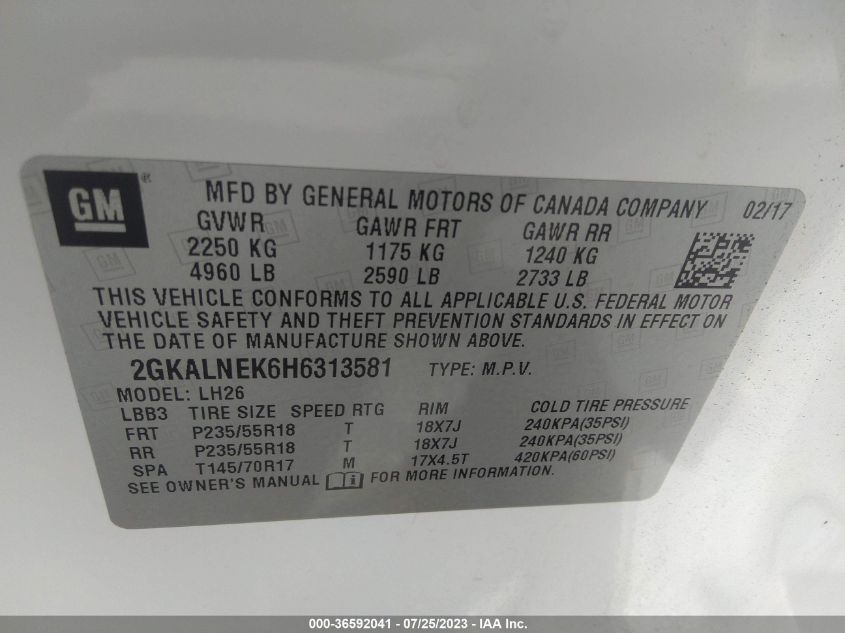 GM ® MFD BY GENERAL MOTORS OF CANADA COMPANY 02/17
GVWR GAWR FRT GAWR RR
2250 KG 1175 KG 1240 KG
4960 LB 2590 LB 2733 LB
THIS VEHICLE CONFORMS TO ALL APPLICABLE U.S. FEDERAL MOTOR
VEHICLE SAFETY AND THEFT PREVENTION STANDARDS IN EFFECT ON
THE DATE OF MANUFACTURE SHOWN ABOVE.
2GKALNEK6H6313581 TYPE: M.P.V.
MODEL: LH26
LBB3 TIRE SIZE SPEED RTG RIM COLD TIRE PRESSURE
FRT P235/55R18 T 18X7J 240KPA(35PSI)
RR P235/55R18 T 18X7J 240KPA(35PSI)
SPA T145/70R17 M 17X4.5T 420KPA(60PSI)
SEE OWNER'S MANUAL FOR MORE INFORMATION.
000-36592041 - 07/25/2023 - IAAI Inc.